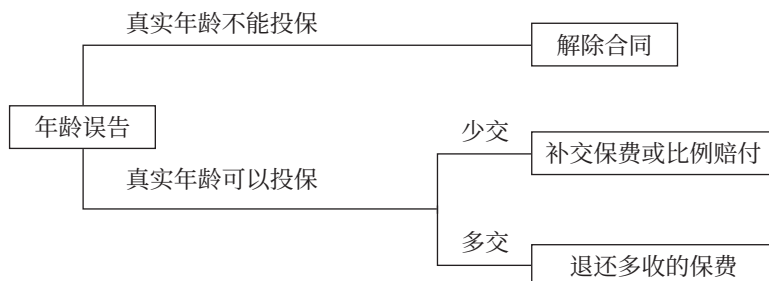 真实年龄不能投保
解除合同
年龄误告
少交
补交保费或比例赔付
真实年龄可以投保
多交
退还多收的保费